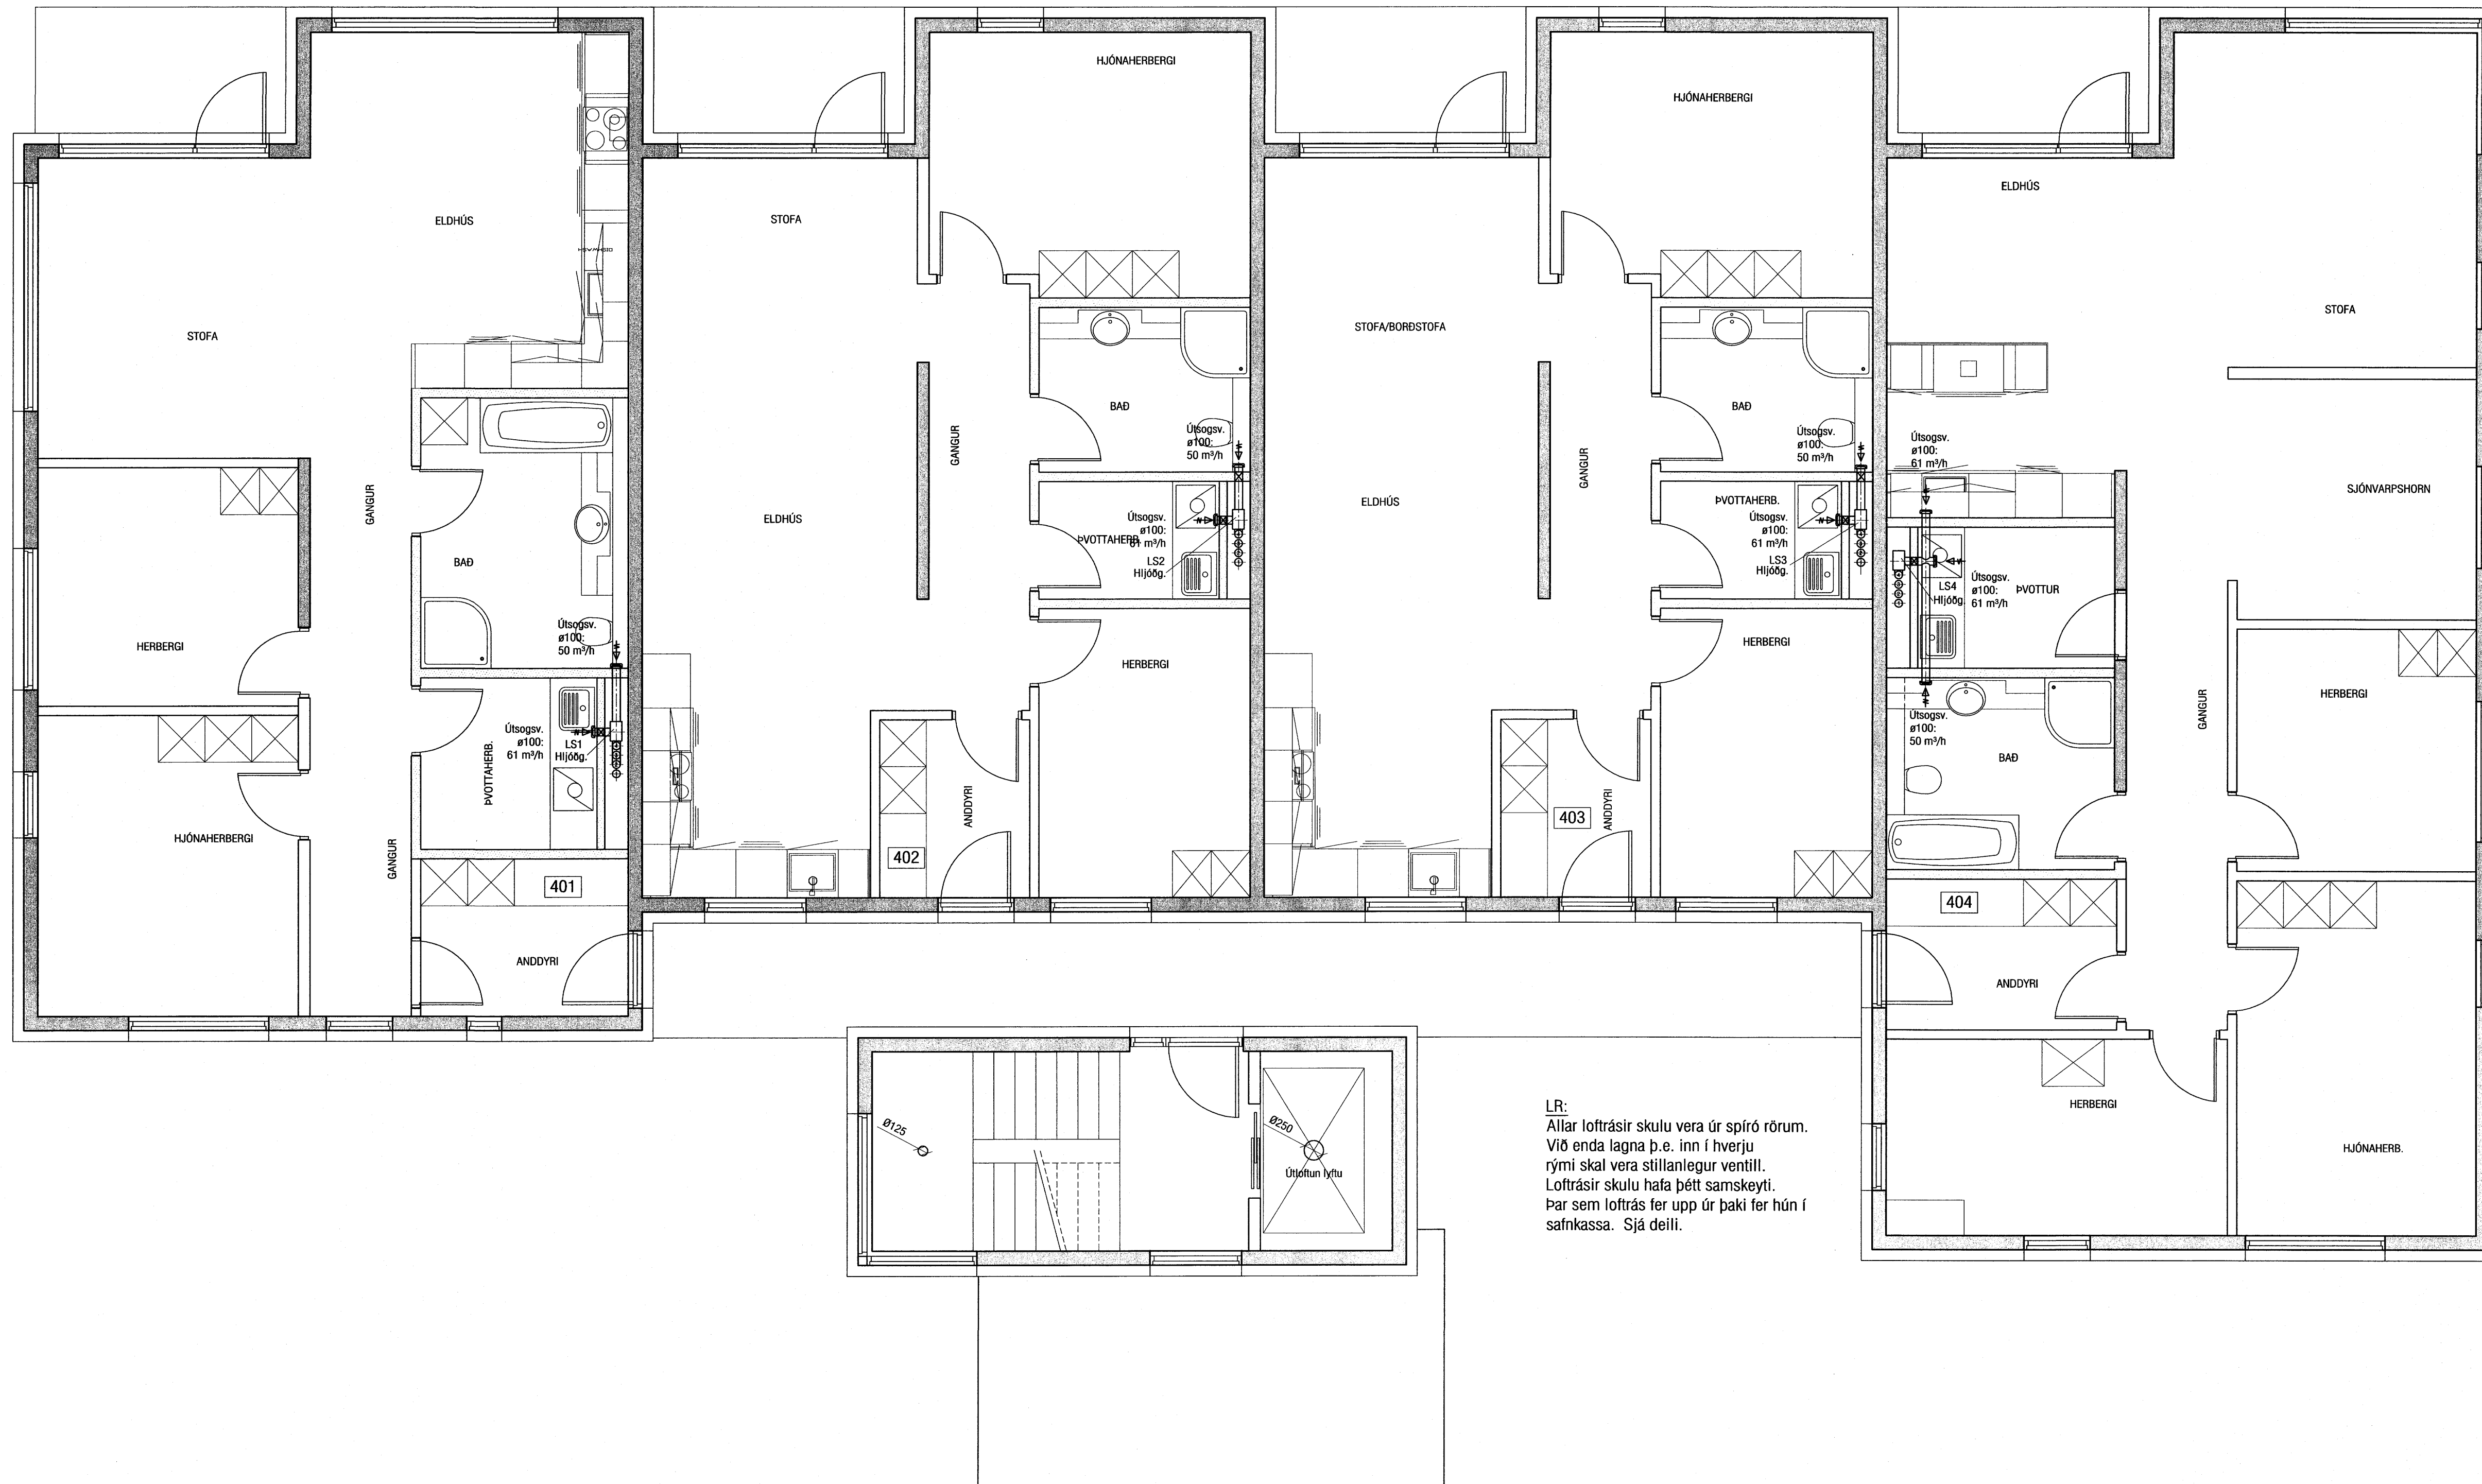 HJÓNAHERBERGI
HJÓNAHERBERGI
ELDHÚS
STOFA
ELDHÚS
STOFA
DISHWASH
STOFA
STOFA/BORÐSTOFA
BAÐ
BAÐ
Útsogsv.
ø100:
50 m³/h
Útsogsv.
ø100:
50 m³/h
Útsogsv.
ø100:
61 m³/h
GANGUR
GANGUR
GANGUR
ELDHÚS
ELDHÚS
SJÓNVARPSHORN
ÞVOTTAHERB.
Útsogsv.
ø100:
61 m³/h
LS2
Hljóðg.
ÞVOTTAHERB.
Útsogsv.
ø100:
61 m³/h
LS3
Hljóðg.
BAÐ
Útsogsv.
ø100:
61 m³/h
LS4
Hljóðg.
ÞVOTTUR
HERBERGI
Útsogsv.
ø100:
50 m³/h
HERBERGI
HERBERGI
HERBERGI
GANGUR
Útsogsv.
ø100:
61 m³/h
LS1
Hljóðg.
ÞVOTTAHERB.
Útsogsv.
ø100:
50 m³/h
BAÐ
HJÓNAHERBERGI
GANGUR
ANDDYRI
ANDDYRI
401
402
403
404
ANDDYRI
ANDDYRI
HERBERGI
HJÓNAHERB.
Ø125
Ø250
Útloftun lyftu
LR:
Allar loftrásir skulu vera úr spíró rörum.
Við enda lagna þ.e. inn í hverju
rými skal vera stillanlegur ventill.
Loftrásir skulu hafa þétt samskeyti.
Þar sem loftrás fer upp úr þaki fer hún í
safnkassa. Sjá deili.